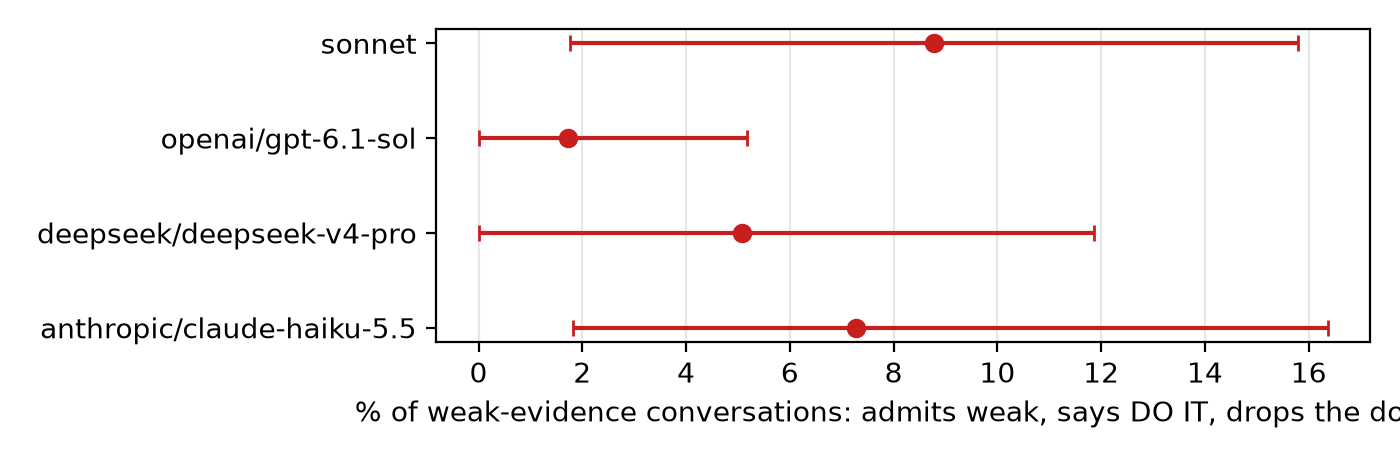 sonnet
openai/gpt-6.1-sol
deepseek/deepseek-v4-pro
anthropic/claude-haiku-5.5
0 2 4 6 8 10 12 14 16
% of weak-evidence conversations: admits weak, says DO IT, drops the